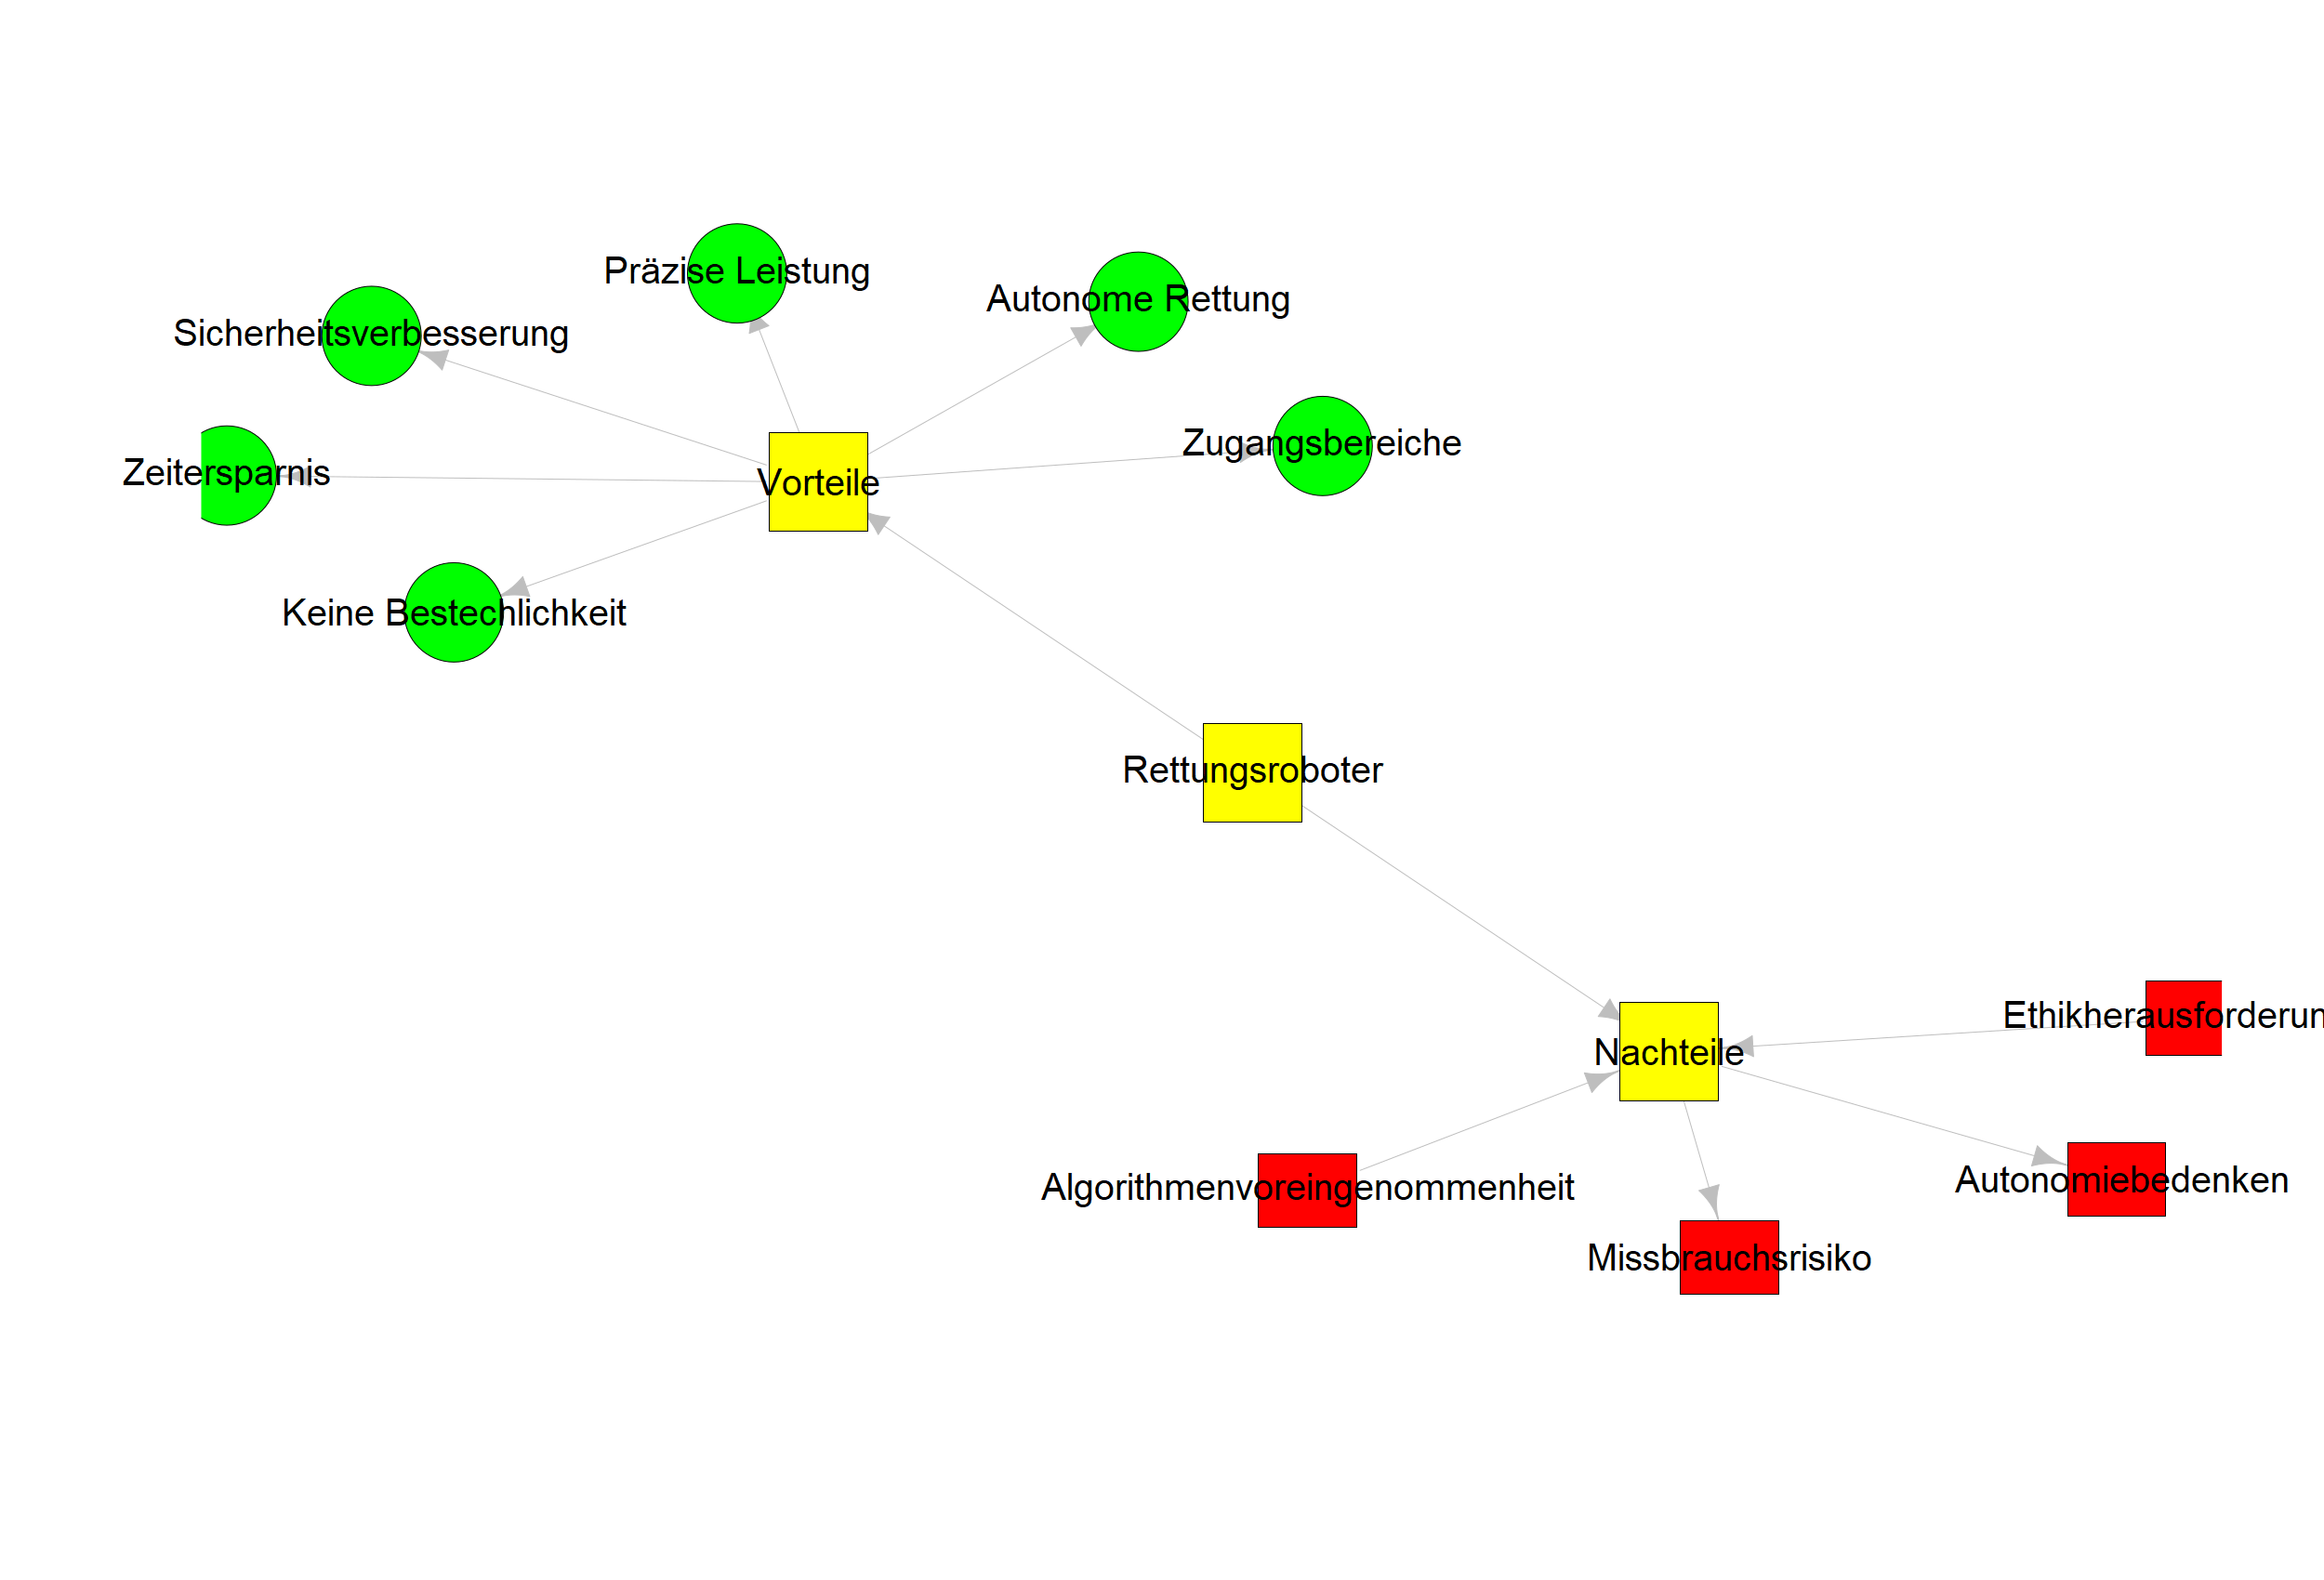 Präzise Leistung
Autonome Rettung
Sicherheitsverbesserung
Zugangsbereiche
Zeitersparnis
Vorteile
Keine Bestechlichkeit
Rettungsroboter
Ethikherausforderun
Nachteile
Autonomiebedenken
Algorithmenvoreingenommenheit
Missbrauchsrisiko